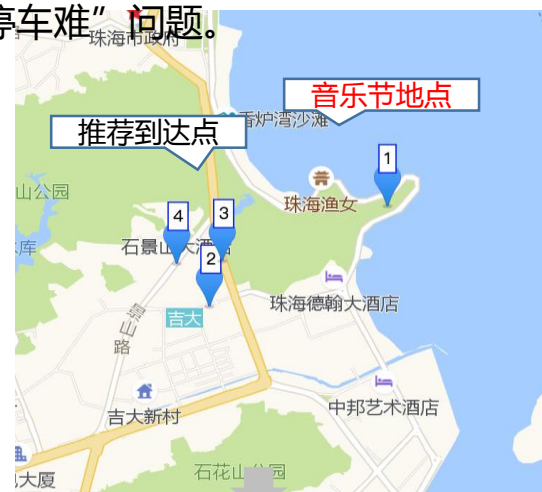 停车难”问题。
珠海市政府
音乐节地点
推荐到达点
香炉湾沙滩
1
山公园
珠海渔女
4
3
石景山大酒店
水库
2
珠海德翰大酒店
吉大
景山路
中邦艺术酒店
吉大新村
大厦
石花山公园